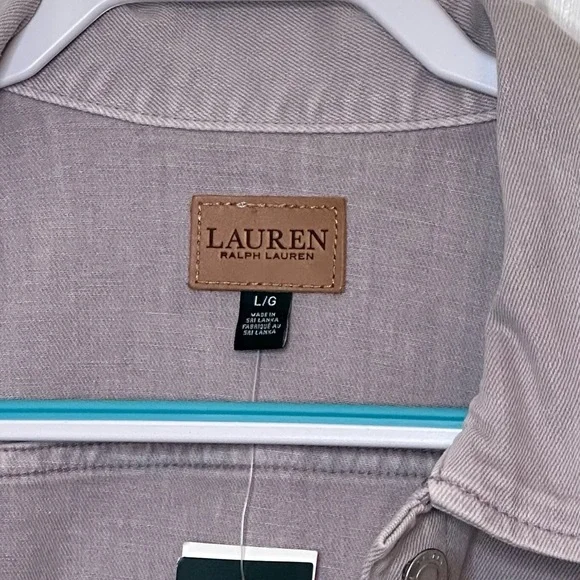 LAUREN
RALPH LAUREN
L/G
MADE IN
SRI LANKA
FABRIQUÉ AU
SRI LANKA